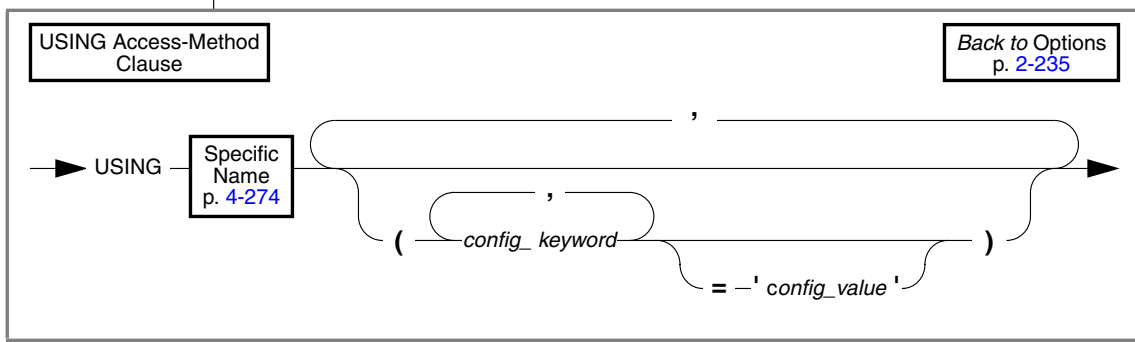 USING Access-Method
Clause
Back to Options
p. 2-235
,
USING
Specific
Name
p. 4-274
,
( config_ keyword )
= ' config_value '